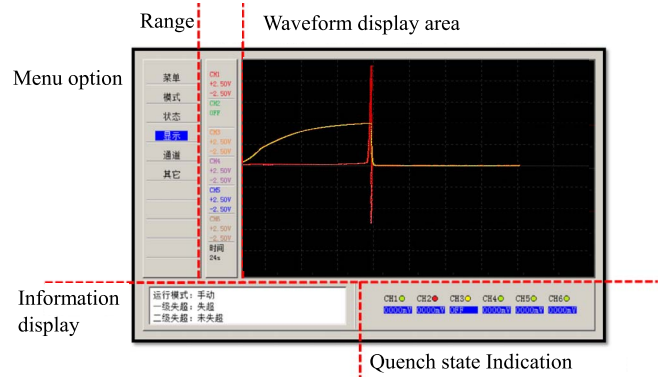 Range
Waveform display area
Menu option
菜单
模式
状态
显示
通道
其它
CH1
+2.50V
-2.50V
CH2
OFF
CH3
+2.50V
-2.50V
CH4
+2.50V
-2.50V
CH5
+2.50V
-2.50V
CH6
+2.50V
-2.50V
时间
24s
Information
display
运行模式: 手动
一级失超: 失超
二级失超: 未失超
CH1 CH2 CH3 CH4 CH5 CH6
0000mV 0000mV OFF 0000mV 0000mV 0000mV
Quench state Indication